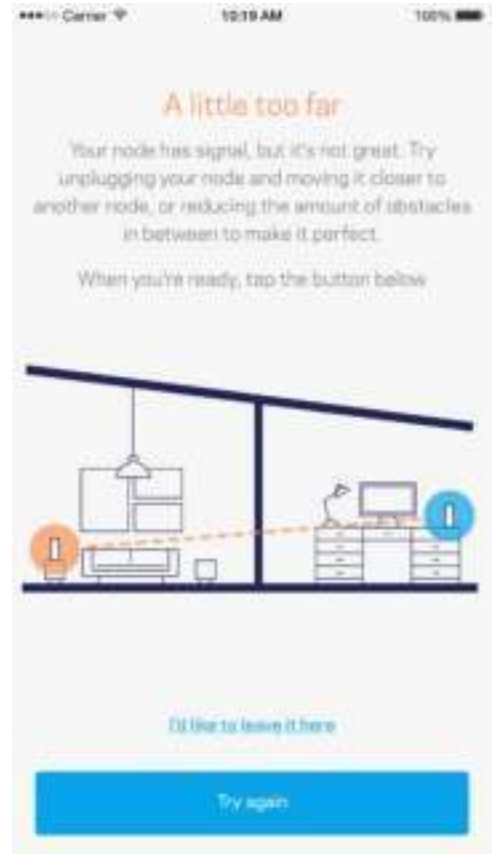 Carrier 10:19 AM 100%
A little too far
Your node has signal, but it's not great. Try
unplugging your node and moving it closer to
another node, or reducing the amount of obstacles
in between to make it perfect.
When you're ready, tap the button below
I'd like to leave it here
Try again